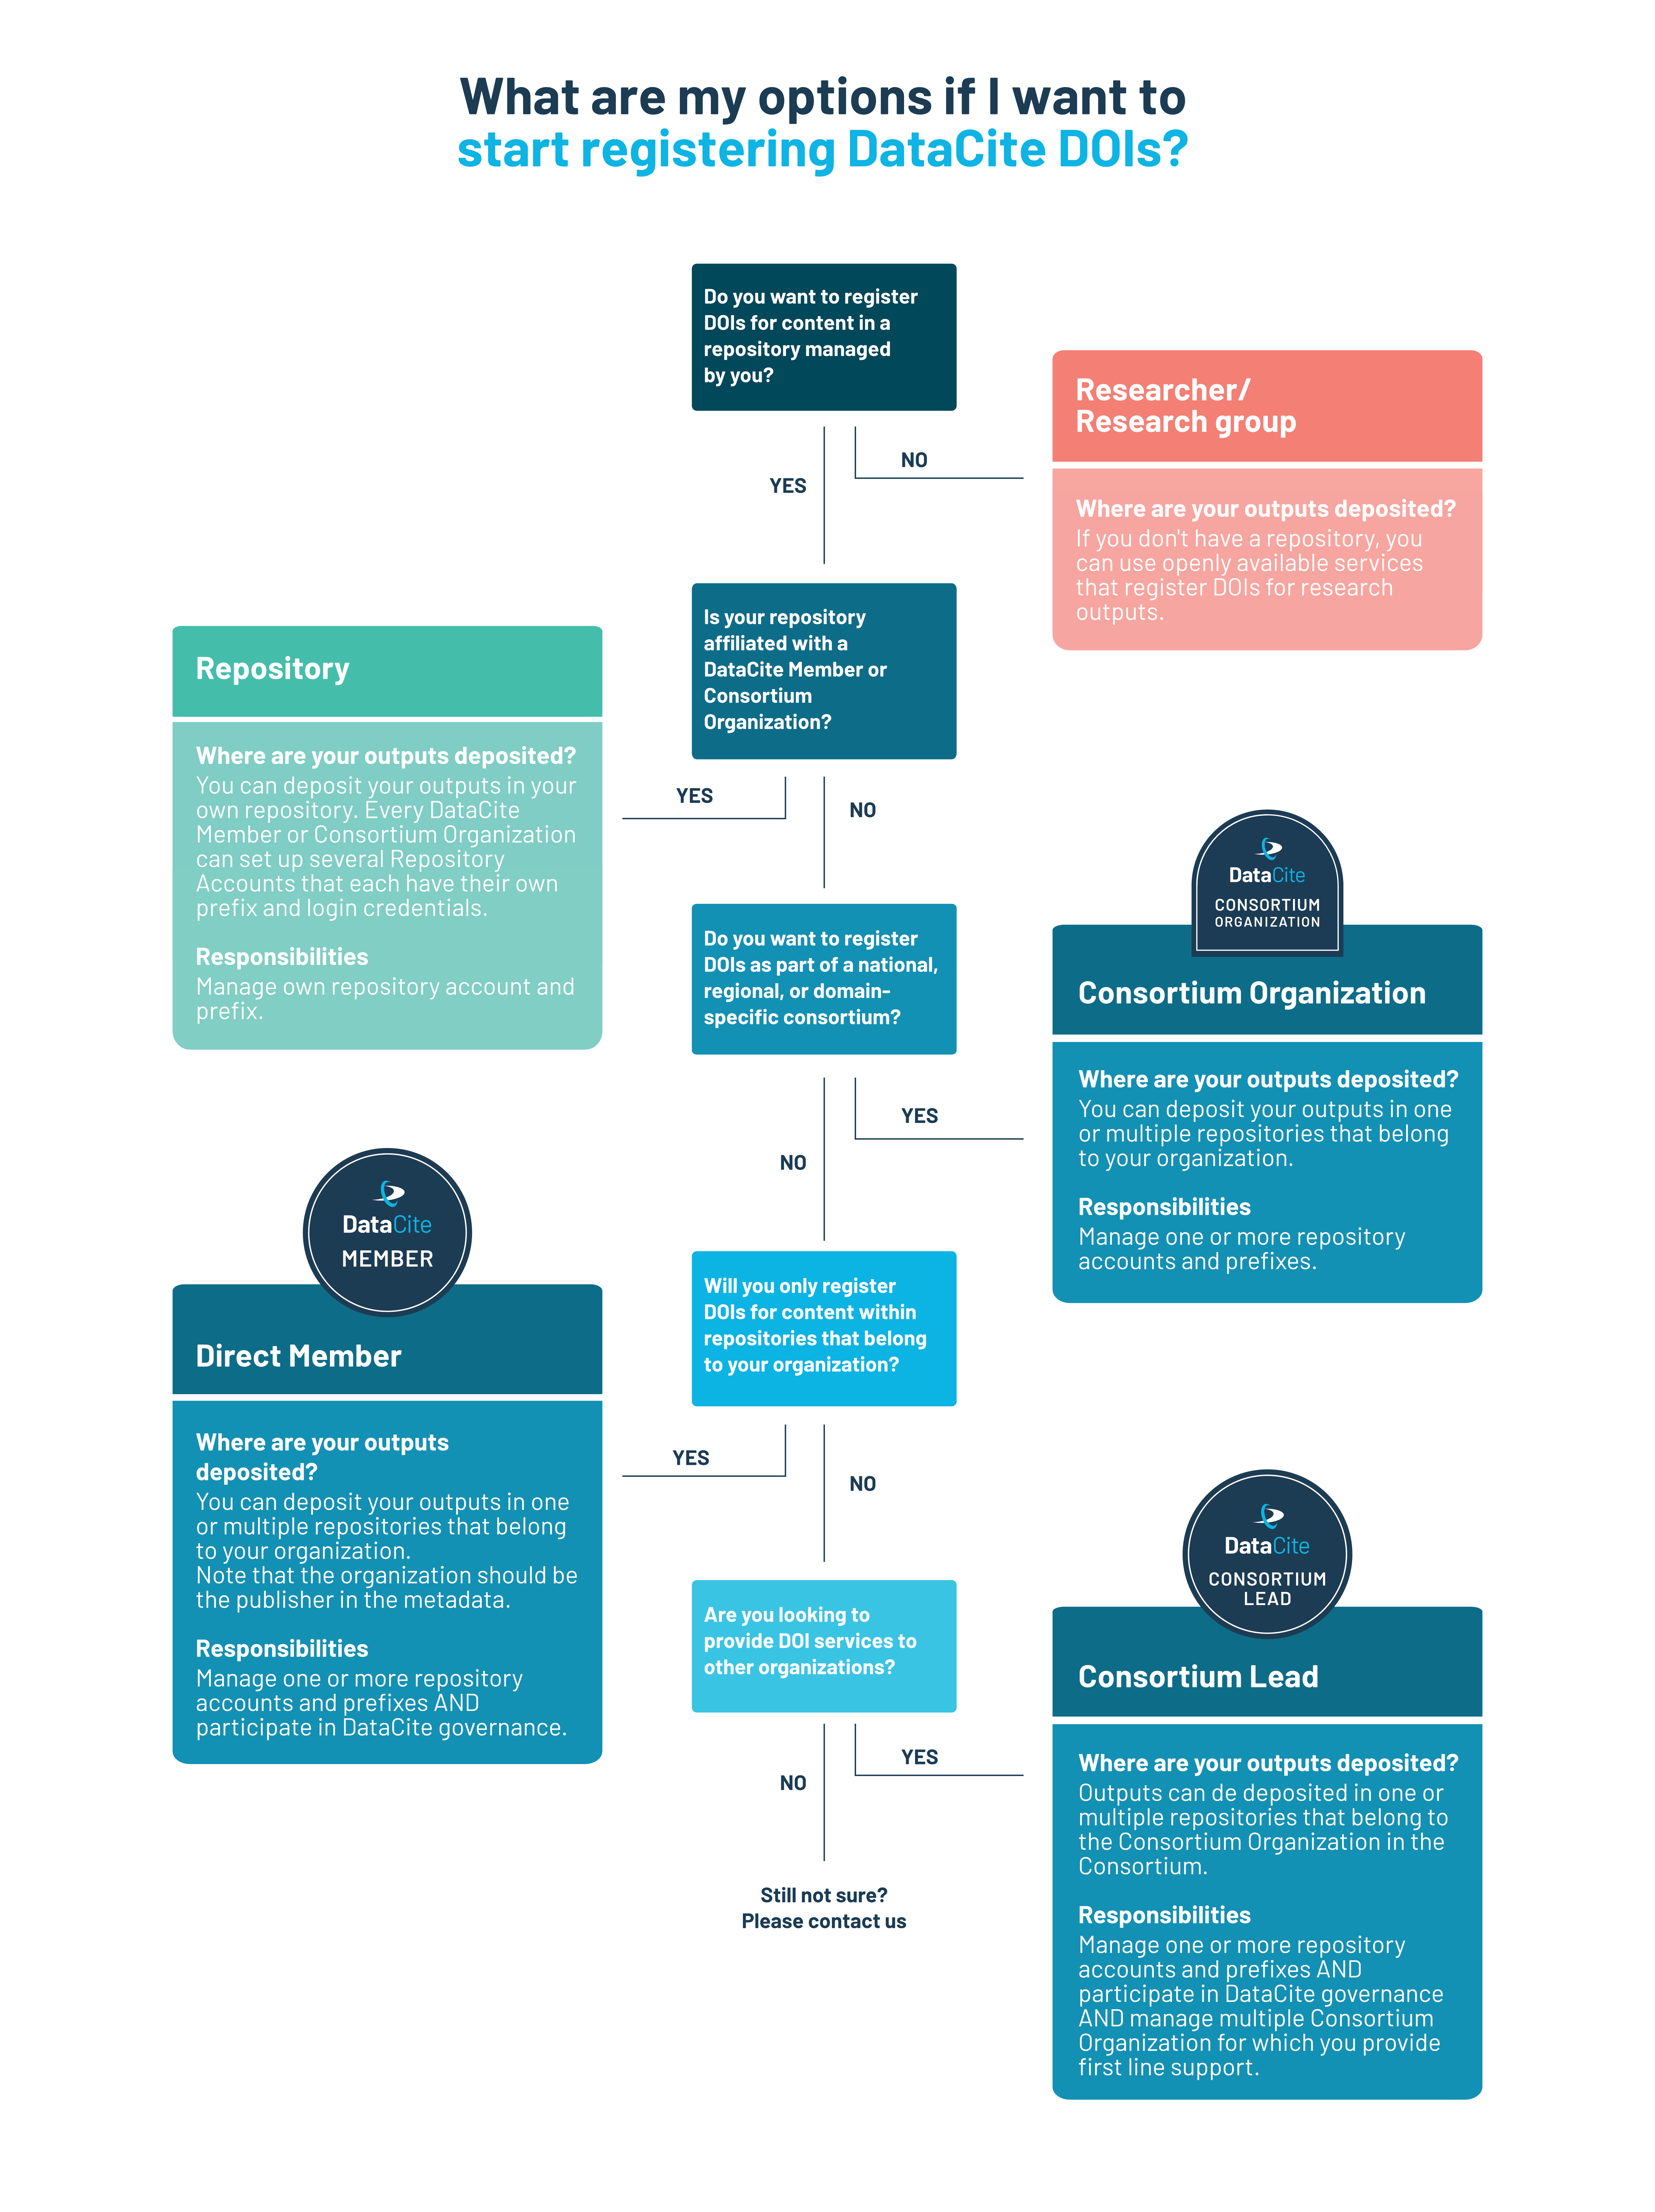 What are my options if I want to
start registering DataCite DOIs?
Do you want to register
DOIs for content in a
repository managed
by you?
NO
YES
Researcher/
Research group
Where are your outputs deposited?
If you don't have a repository, you
can use openly available services
that register DOIs for research
outputs.
Is your repository
affiliated with a
DataCite Member or
Consortium
Organization?
YES
NO
Repository
Where are your outputs deposited?
You can deposit your outputs in your
own repository. Every DataCite
Member or Consortium Organization
can set up several Repository
Accounts that each have their own
prefix and login credentials.
Responsibilities
Manage own repository account and
prefix.
Do you want to register
DOIs as part of a national,
regional, or domain-
specific consortium?
YES
NO
DataCite
CONSORTIUM
ORGANIZATION
Consortium Organization
Where are your outputs deposited?
You can deposit your outputs in one
or multiple repositories that belong
to your organization.
Responsibilities
Manage one or more repository
accounts and prefixes.
Will you only register
DOIs for content within
repositories that belong
to your organization?
YES
NO
DataCite
MEMBER
Direct Member
Where are your outputs
deposited?
You can deposit your outputs in one
or multiple repositories that belong
to your organization.
Note that the organization should be
the publisher in the metadata.
Responsibilities
Manage one or more repository
accounts and prefixes AND
participate in DataCite governance.
Are you looking to
provide DOI services to
other organizations?
YES
NO
DataCite
CONSORTIUM
LEAD
Consortium Lead
Where are your outputs deposited?
Outputs can de deposited in one or
multiple repositories that belong to
the Consortium Organization in the
Consortium.
Responsibilities
Manage one or more repository
accounts and prefixes AND
participate in DataCite governance
AND manage multiple Consortium
Organization for which you provide
first line support.
Still not sure?
Please contact us